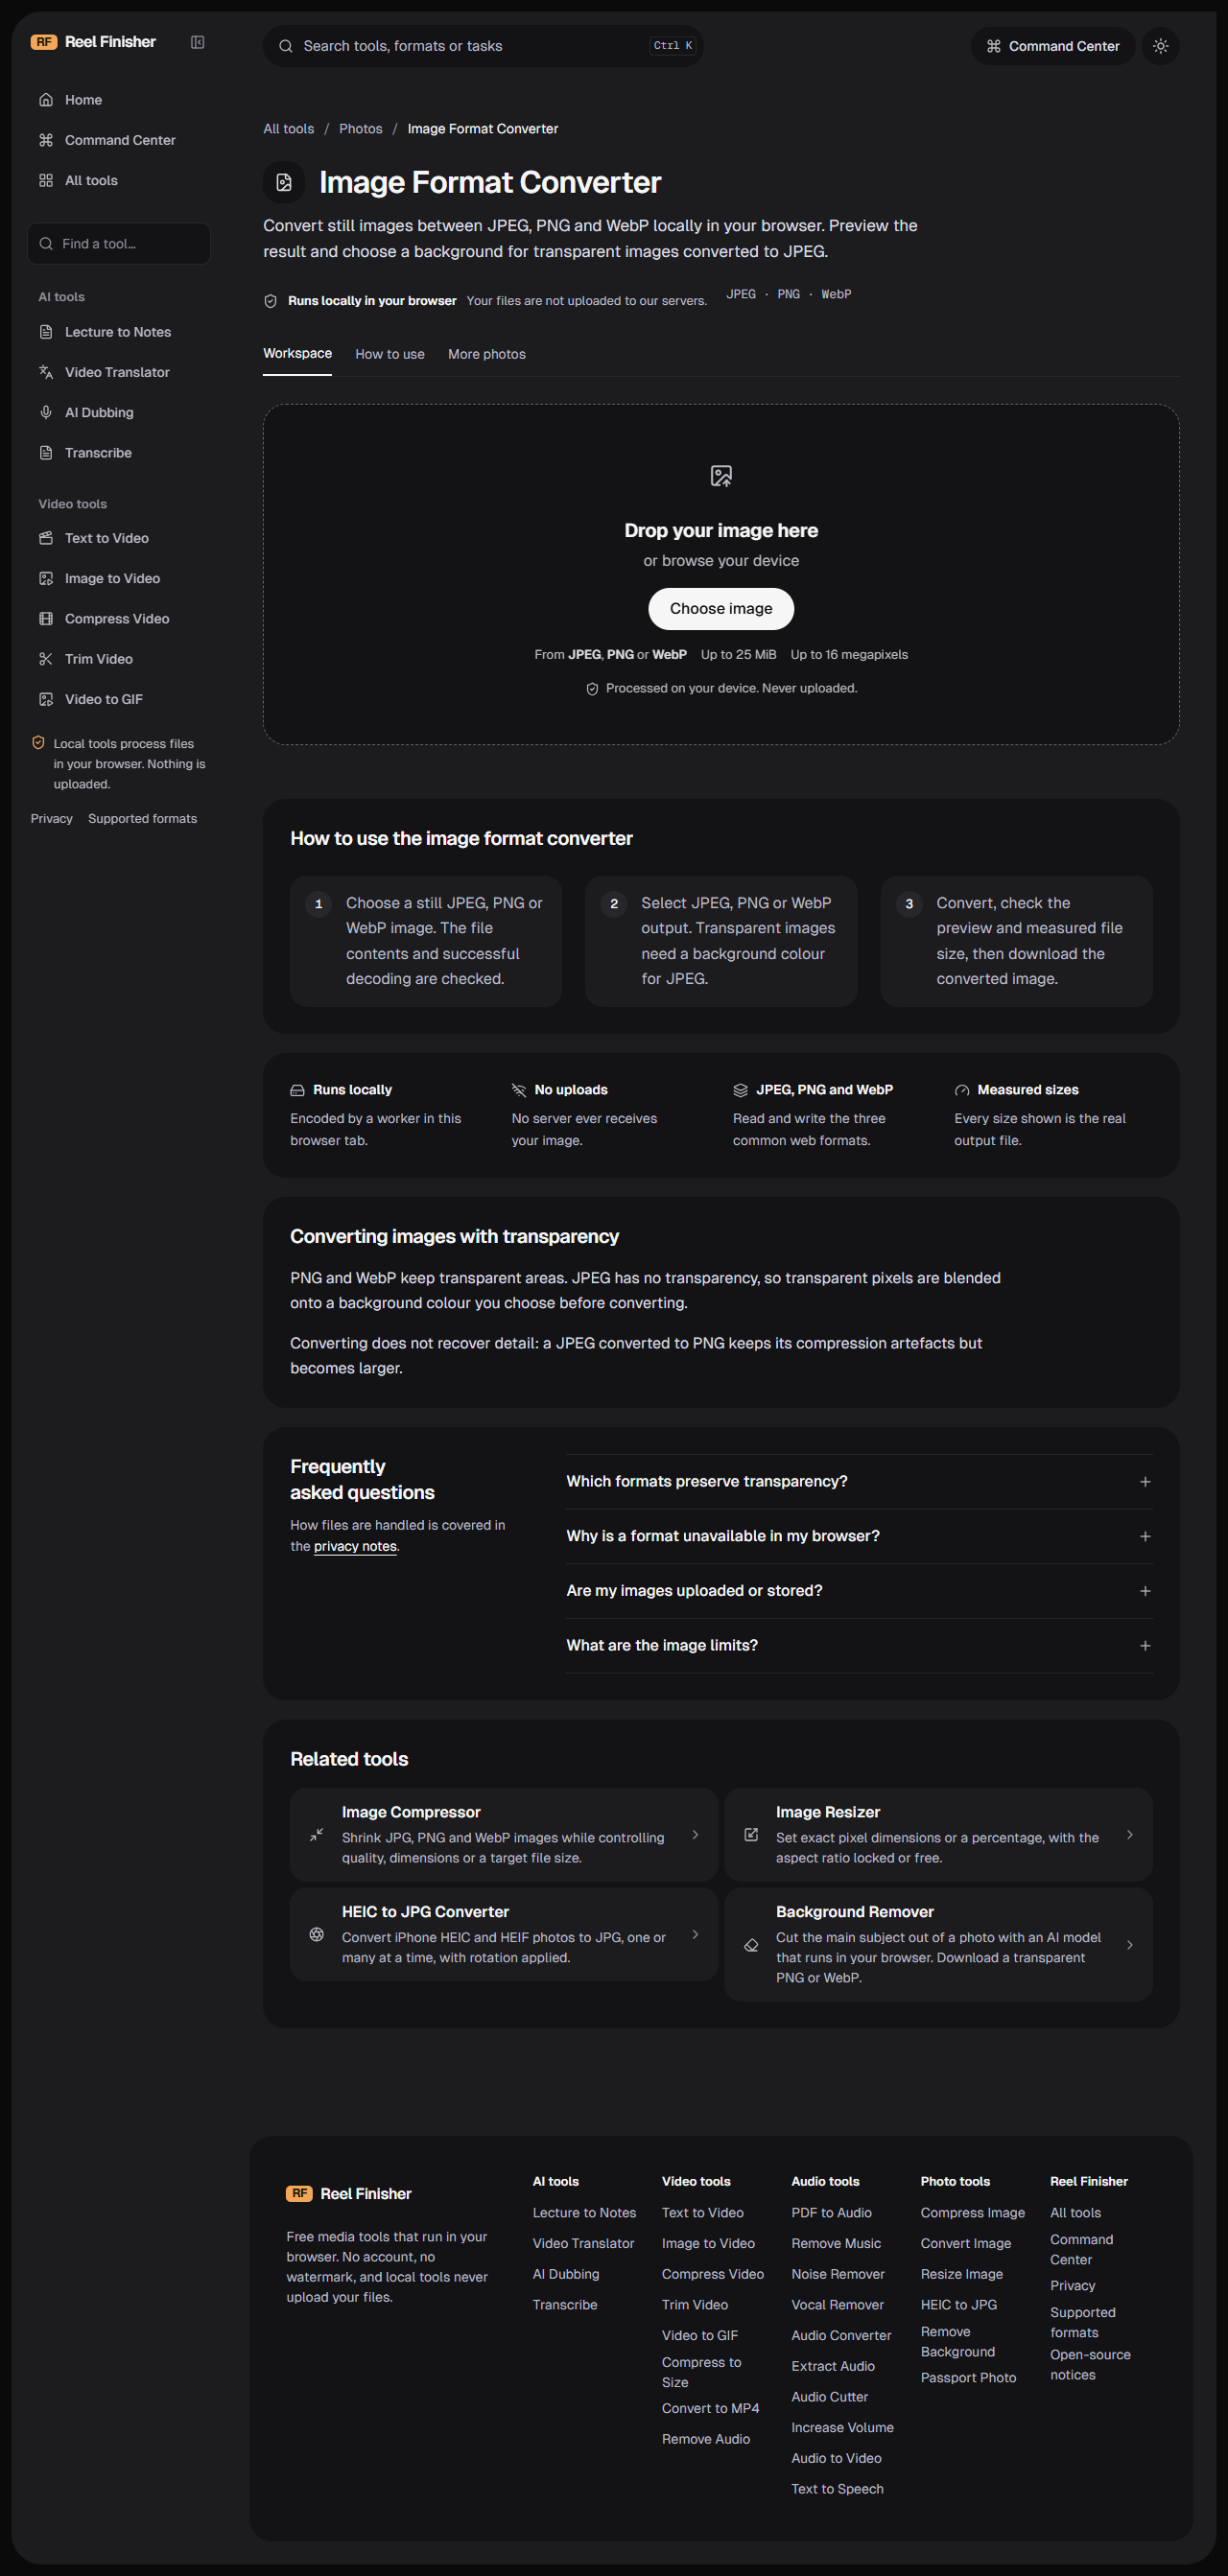 RF Reel Finisher
Home
Command Center
All tools
Find a tool...
AI tools
Lecture to Notes
Video Translator
AI Dubbing
Transcribe
Video tools
Text to Video
Image to Video
Compress Video
Trim Video
Video to GIF
Local tools process files
in your browser. Nothing is
uploaded.
Privacy Supported formats
Search tools, formats or tasks Ctrl K
Command Center
All tools / Photos / Image Format Converter
Image Format Converter
Convert still images between JPEG, PNG and WebP locally in your browser. Preview the
result and choose a background for transparent images converted to JPEG.
Runs locally in your browser Your files are not uploaded to our servers. JPEG · PNG · WebP
Workspace How to use More photos
Drop your image here
or browse your device
Choose image
From JPEG, PNG or WebP Up to 25 MiB Up to 16 megapixels
Processed on your device. Never uploaded.
How to use the image format converter
1
Choose a still JPEG, PNG or
WebP image. The file
contents and successful
decoding are checked.
2
Select JPEG, PNG or WebP
output. Transparent images
need a background colour
for JPEG.
3
Convert, check the
preview and measured file
size, then download the
converted image.
Runs locally
Encoded by a worker in this
browser tab.
No uploads
No server ever receives
your image.
JPEG, PNG and WebP
Read and write the three
common web formats.
Measured sizes
Every size shown is the real
output file.
Converting images with transparency
PNG and WebP keep transparent areas. JPEG has no transparency, so transparent pixels are blended
onto a background colour you choose before converting.
Converting does not recover detail: a JPEG converted to PNG keeps its compression artefacts but
becomes larger.
Frequently
asked questions
How files are handled is covered in
the privacy notes.
Which formats preserve transparency? +
Why is a format unavailable in my browser? +
Are my images uploaded or stored? +
What are the image limits? +
Related tools
Image Compressor
Shrink JPG, PNG and WebP images while controlling
quality, dimensions or a target file size.
Image Resizer
Set exact pixel dimensions or a percentage, with the
aspect ratio locked or free.
HEIC to JPG Converter
Convert iPhone HEIC and HEIF photos to JPG, one or
many at a time, with rotation applied.
Background Remover
Cut the main subject out of a photo with an AI model
that runs in your browser. Download a transparent
PNG or WebP.
RF Reel Finisher
Free media tools that run in your
browser. No account, no
watermark, and local tools never
upload your files.
AI tools
Lecture to Notes
Video Translator
AI Dubbing
Transcribe
Video tools
Text to Video
Image to Video
Compress Video
Trim Video
Video to GIF
Compress to
Size
Convert to MP4
Remove Audio
Audio tools
PDF to Audio
Remove Music
Noise Remover
Vocal Remover
Audio Converter
Extract Audio
Audio Cutter
Increase Volume
Audio to Video
Text to Speech
Photo tools
Compress Image
Convert Image
Resize Image
HEIC to JPG
Remove
Background
Passport Photo
Reel Finisher
All tools
Command
Center
Privacy
Supported
formats
Open-source
notices